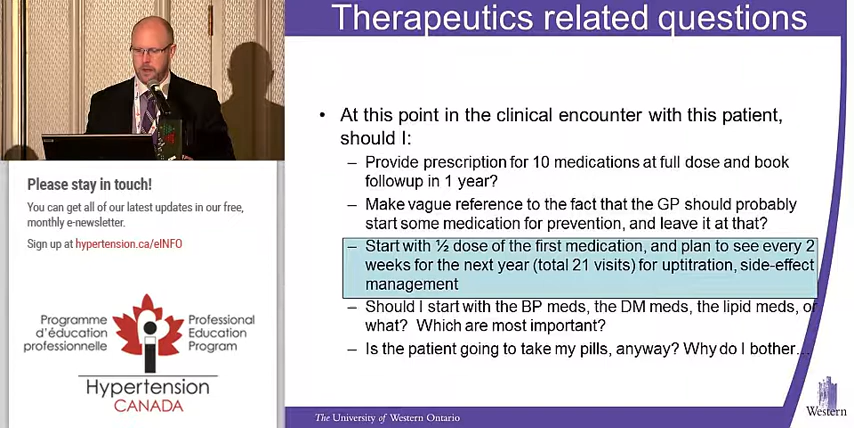 Therapeutics related questions
• At this point in the clinical encounter with this patient,
should I:
– Provide prescription for 10 medications at full dose and book
followup in 1 year?
– Make vague reference to the fact that the GP should probably
start some medication for prevention, and leave it at that?
– Start with ½ dose of the first medication, and plan to see every 2
weeks for the next year (total 21 visits) for uptitration, side-effect
management
– Should I start with the BP meds, the DM meds, the lipid meds, or
what? Which are most important?
– Is the patient going to take my pills, anyway? Why do I bother...
The University of Western Ontario
Western
Please stay in touch!
You can get all of our latest updates in our free,
monthly e-newsletter.
Sign up at hypertension.ca/eINFO
Programme
d'éducation
professionnelle
Professional
Education
Program
Hypertension
CANADA